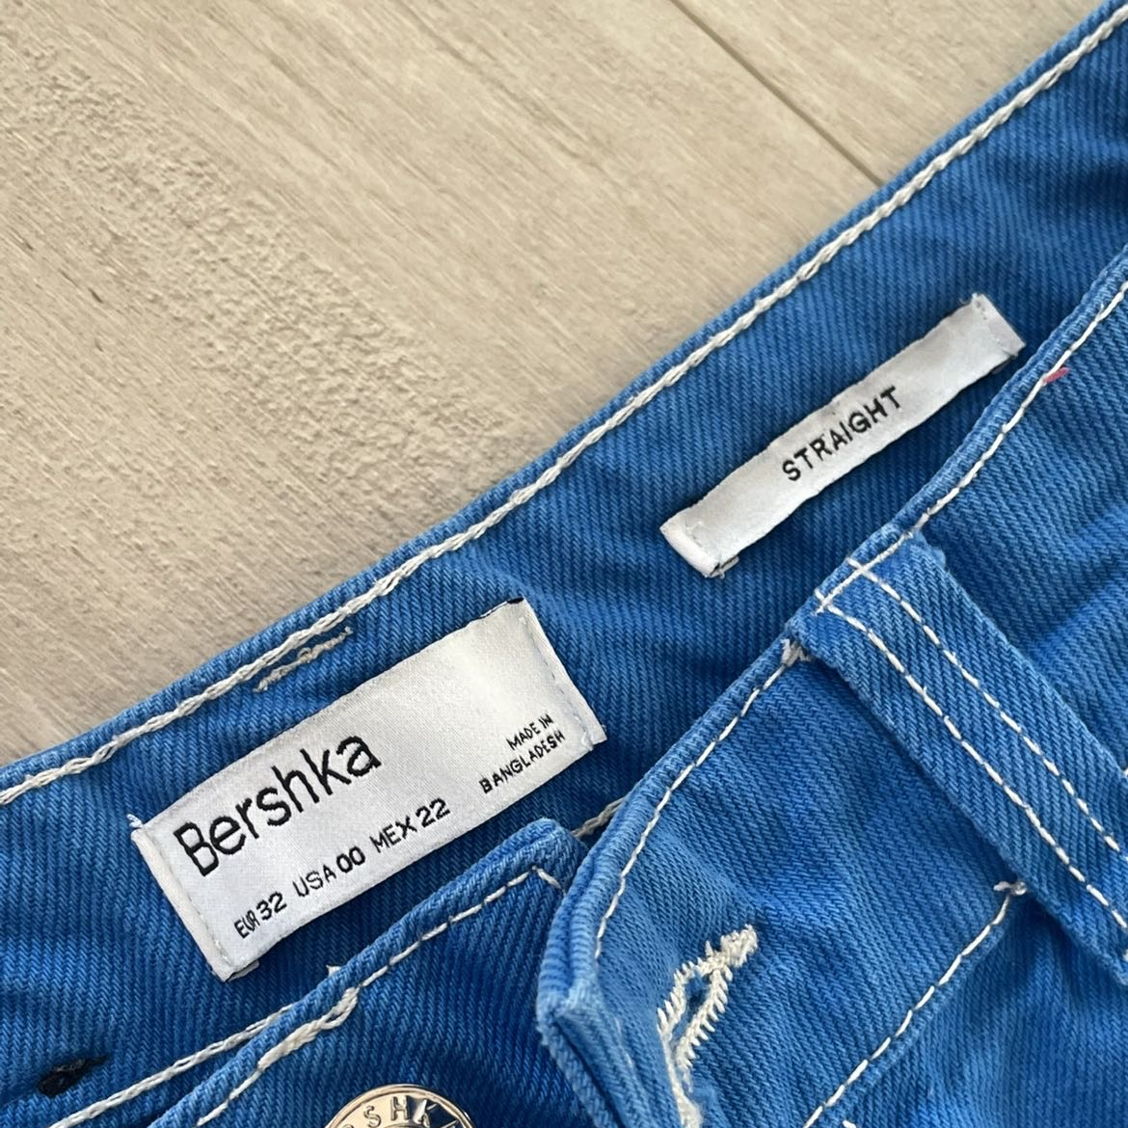 STRAIGHT
Bershka
EUR 32 USA 00 MEX 22
MADE IN
BANGLADESH